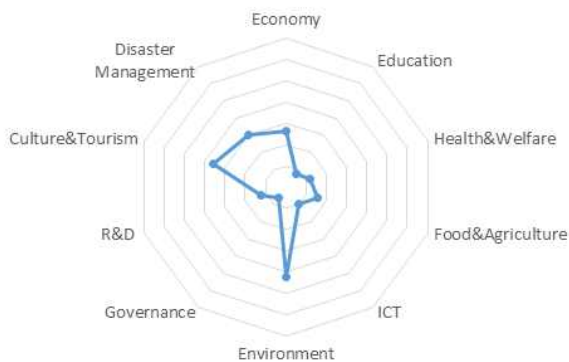 Economy
Education
Health&Welfare
Food&Agriculture
ICT
Environment
Governance
R&D
Culture&Tourism
Disaster
Management